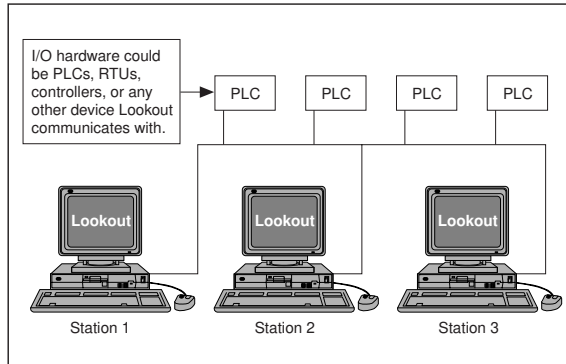 I/O hardware could
be PLCs, RTUs,
controllers, or any
other device Lookout
communicates with.
PLC
PLC
PLC
PLC
Lookout
Lookout
Lookout
Station 1
Station 2
Station 3